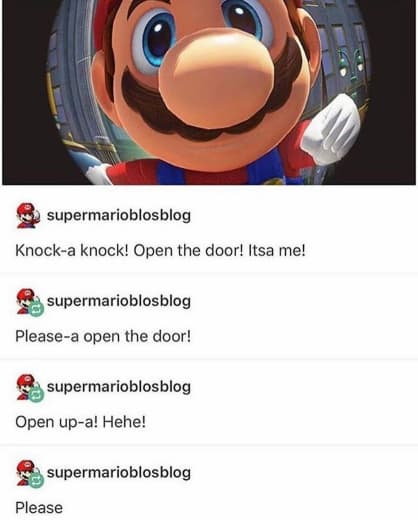 supermarioblosblog
Knock-a knock! Open the door! Itsa me!
supermarioblosblog
Please-a open the door!
supermarioblosblog
Open up-a! Hehe!
supermarioblosblog
Please